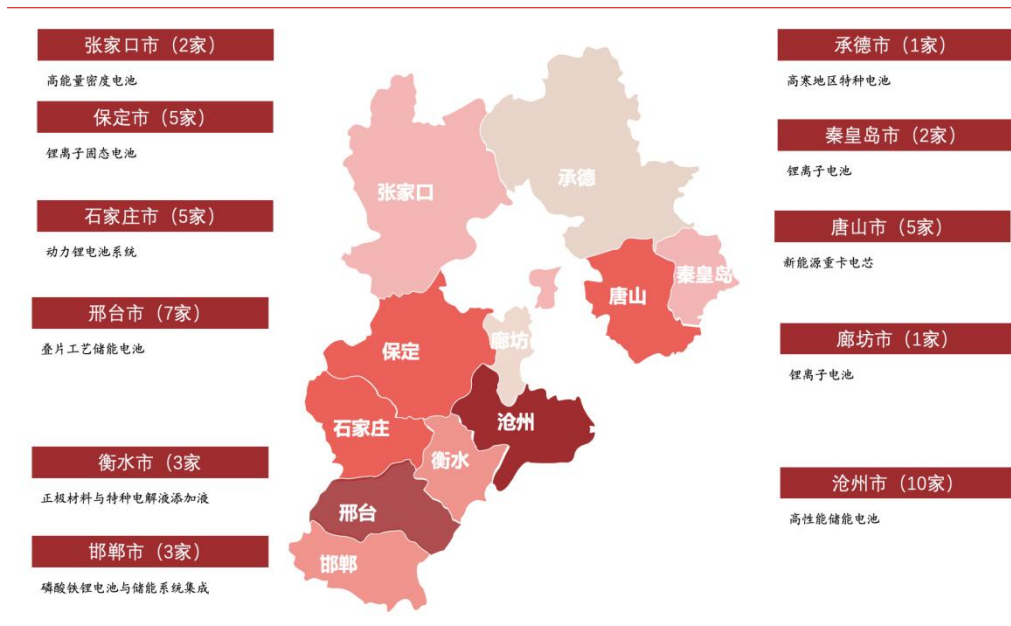 张家口市（2家）
高能量密度电池
保定市（5家）
锂离子固态电池
石家庄市（5家）
动力锂电池系统
邢台市（7家）
叠片工艺储能电池
衡水市（3家
正极材料与特种电解液添加液
邯郸市（3家）
磷酸铁锂电池与储能系统集成
张家口
承德
秦皇岛
唐山
廊坊
保定
沧州
石家庄
衡水
邢台
邯郸
承德市（1家）
高寒地区特种电池
秦皇岛市（2家）
锂离子电池
唐山市（5家）
新能源重卡电芯
廊坊市（1家）
锂离子电池
沧州市（10家）
高性能储能电池